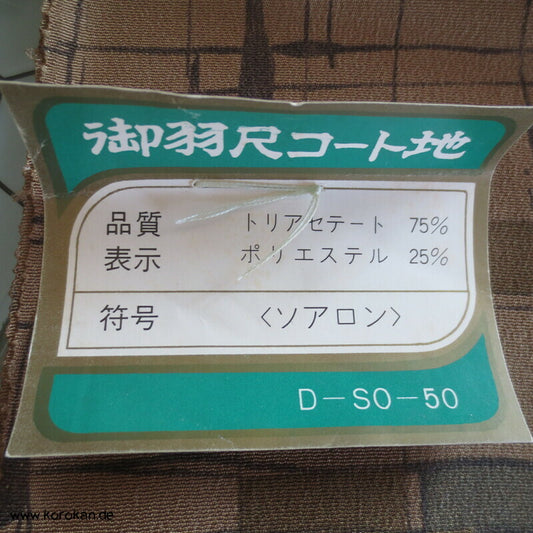 御羽尺コート地
品質 トリアセテート 75%
表示 ポリエステル 25%
符号 〈ソアロン〉
D-SO-50
www.korokan.de